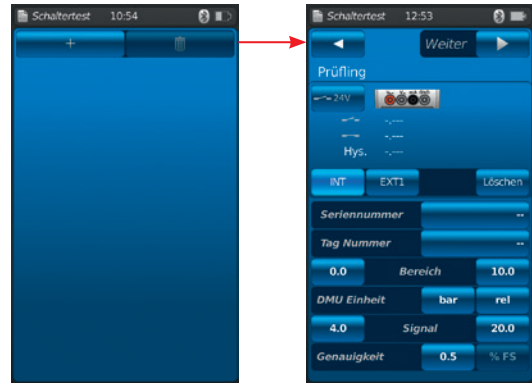 Schaltertest 10:54
+
Schaltertest 12:53
Weiter
Prüfling
24V
-,---
-,---
Hys. -,---
INT EXT1 Löschen
Seriennummer --
Tag Nummer --
0.0 Bereich 10.0
DMU Einheit bar rel
4.0 Signal 20.0
Genauigkeit 0.5 % FS